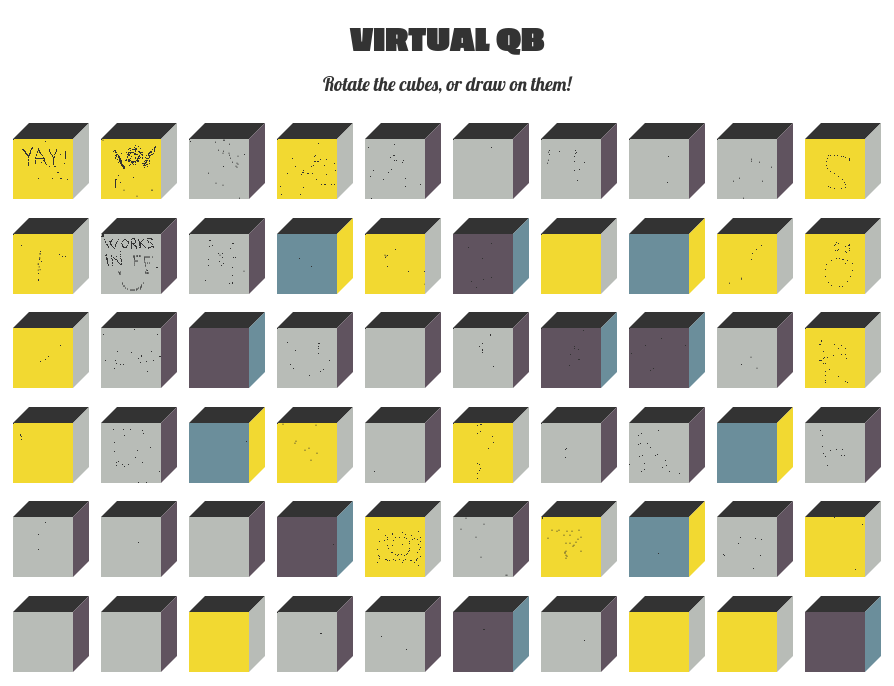 VIRTUAL QB
Rotate the cubes, or draw on them!
YAY!
WORKS
IN FF!